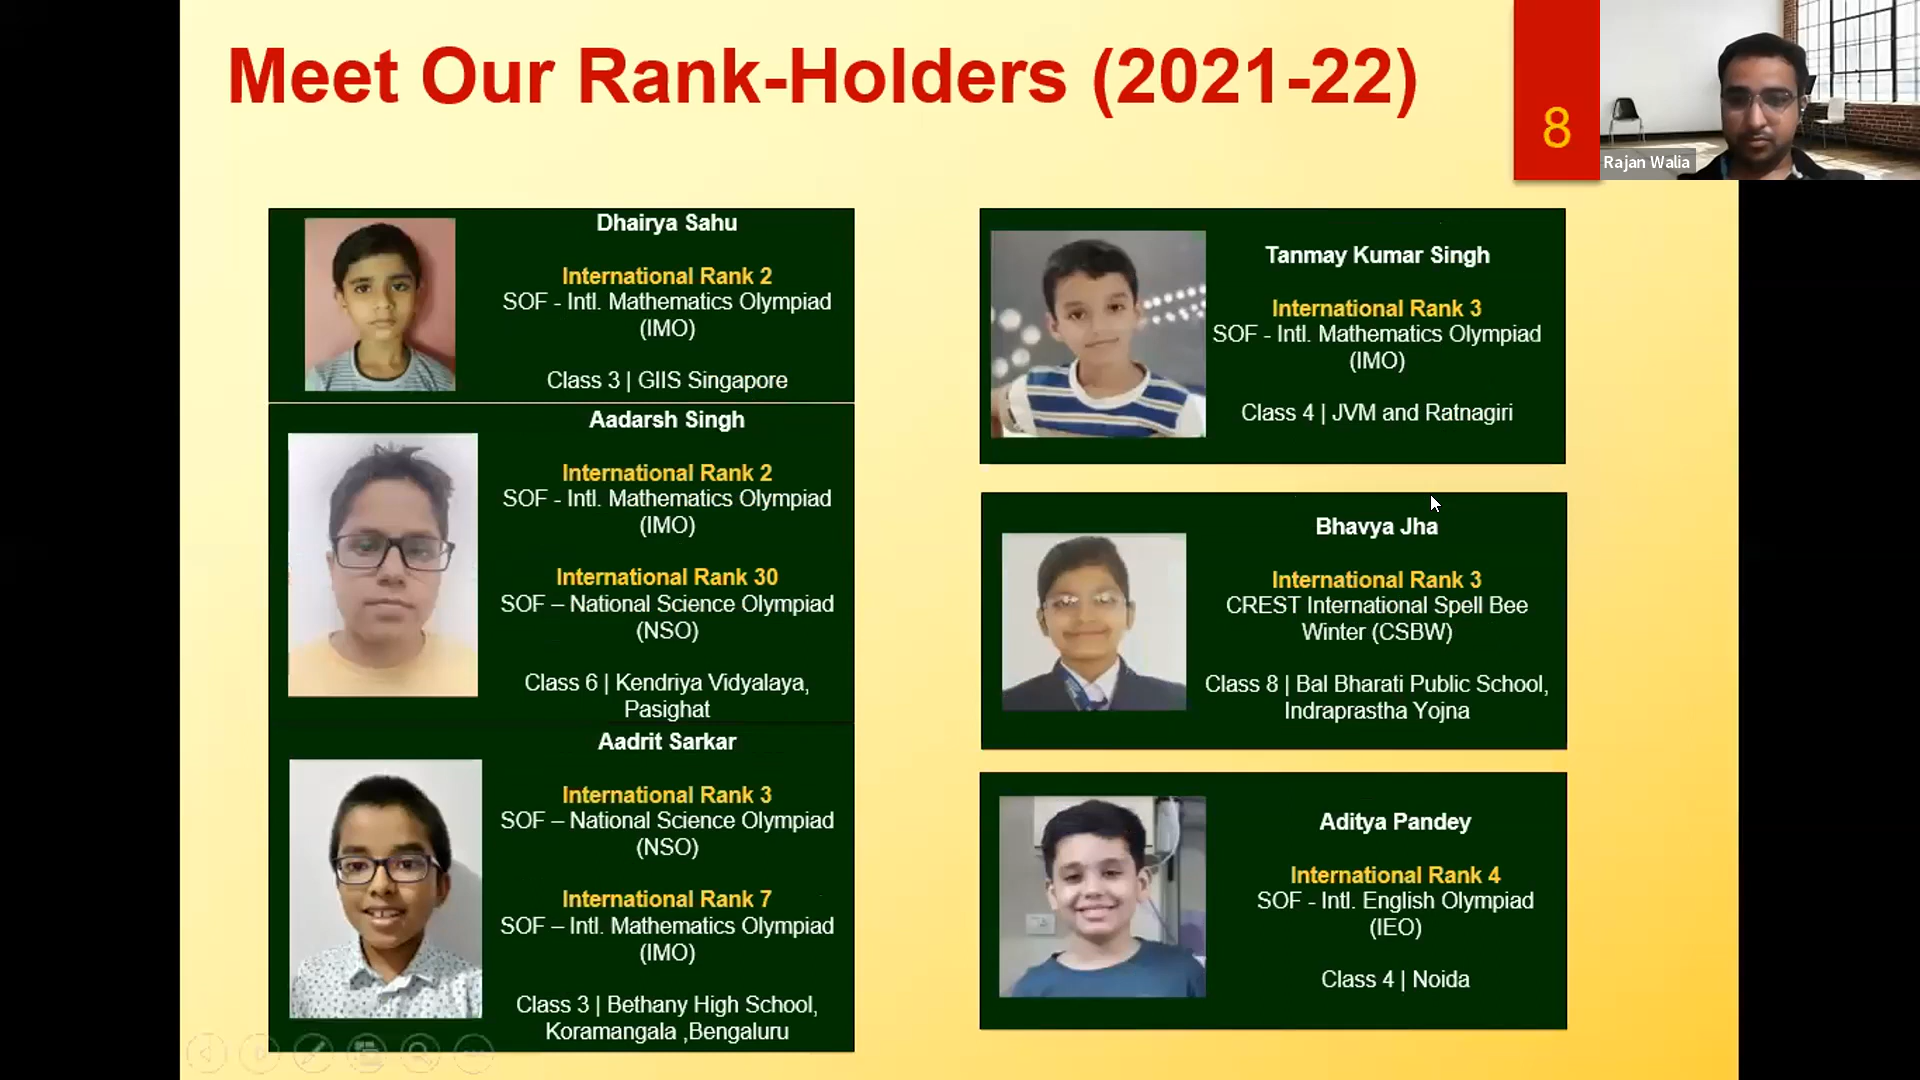 Meet Our Rank-Holders (2021-22)
8
Rajan Walia
Dhairya Sahu
International Rank 2
SOF - Intl. Mathematics Olympiad
(IMO)
Class 3 | GIIS Singapore
Aadarsh Singh
International Rank 2
SOF - Intl. Mathematics Olympiad
(IMO)
International Rank 30
SOF – National Science Olympiad
(NSO)
Class 6 | Kendriya Vidyalaya,
Pasighat
Aadrit Sarkar
International Rank 3
SOF – National Science Olympiad
(NSO)
International Rank 7
SOF – Intl. Mathematics Olympiad
(IMO)
Class 3 | Bethany High School,
Koramangala ,Bengaluru
Tanmay Kumar Singh
International Rank 3
SOF - Intl. Mathematics Olympiad
(IMO)
Class 4 | JVM and Ratnagiri
Bhavya Jha
International Rank 3
CREST International Spell Bee
Winter (CSBW)
Class 8 | Bal Bharati Public School,
Indraprastha Yojna
Aditya Pandey
International Rank 4
SOF - Intl. English Olympiad
(IEO)
Class 4 | Noida